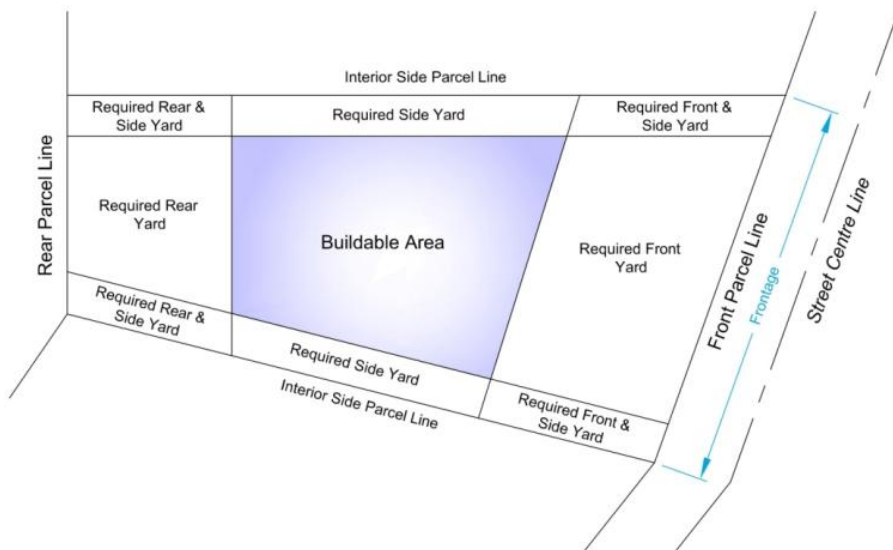 Interior Side Parcel Line
Required Rear &
Side Yard
Required Side Yard
Required Front &
Side Yard
Rear Parcel Line
Required Rear
Yard
Buildable Area
Required Front
Yard
Front Parcel Line
Frontage
Street Centre Line
Required Rear &
Side Yard
Required Side Yard
Interior Side Parcel Line
Required Front &
Side Yard